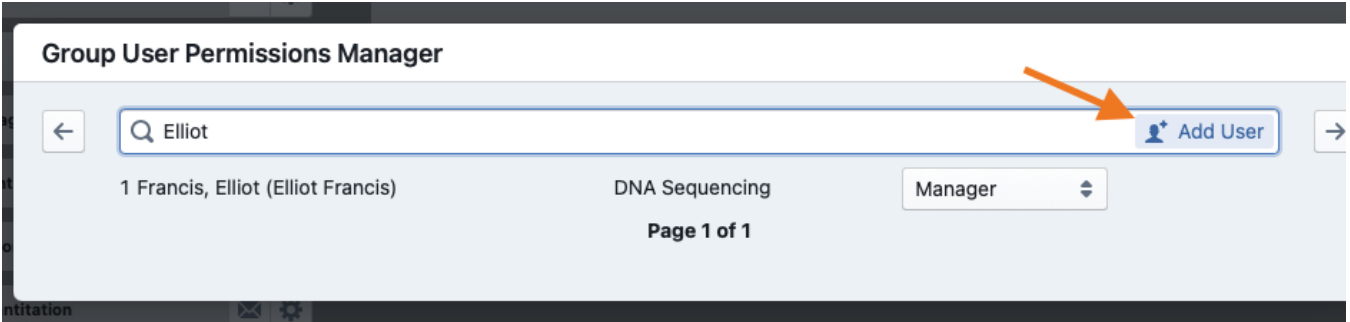 Group User Permissions Manager
Elliot
Add User
1 Francis, Elliot (Elliot Francis)
DNA Sequencing
Manager
Page 1 of 1
ntitation